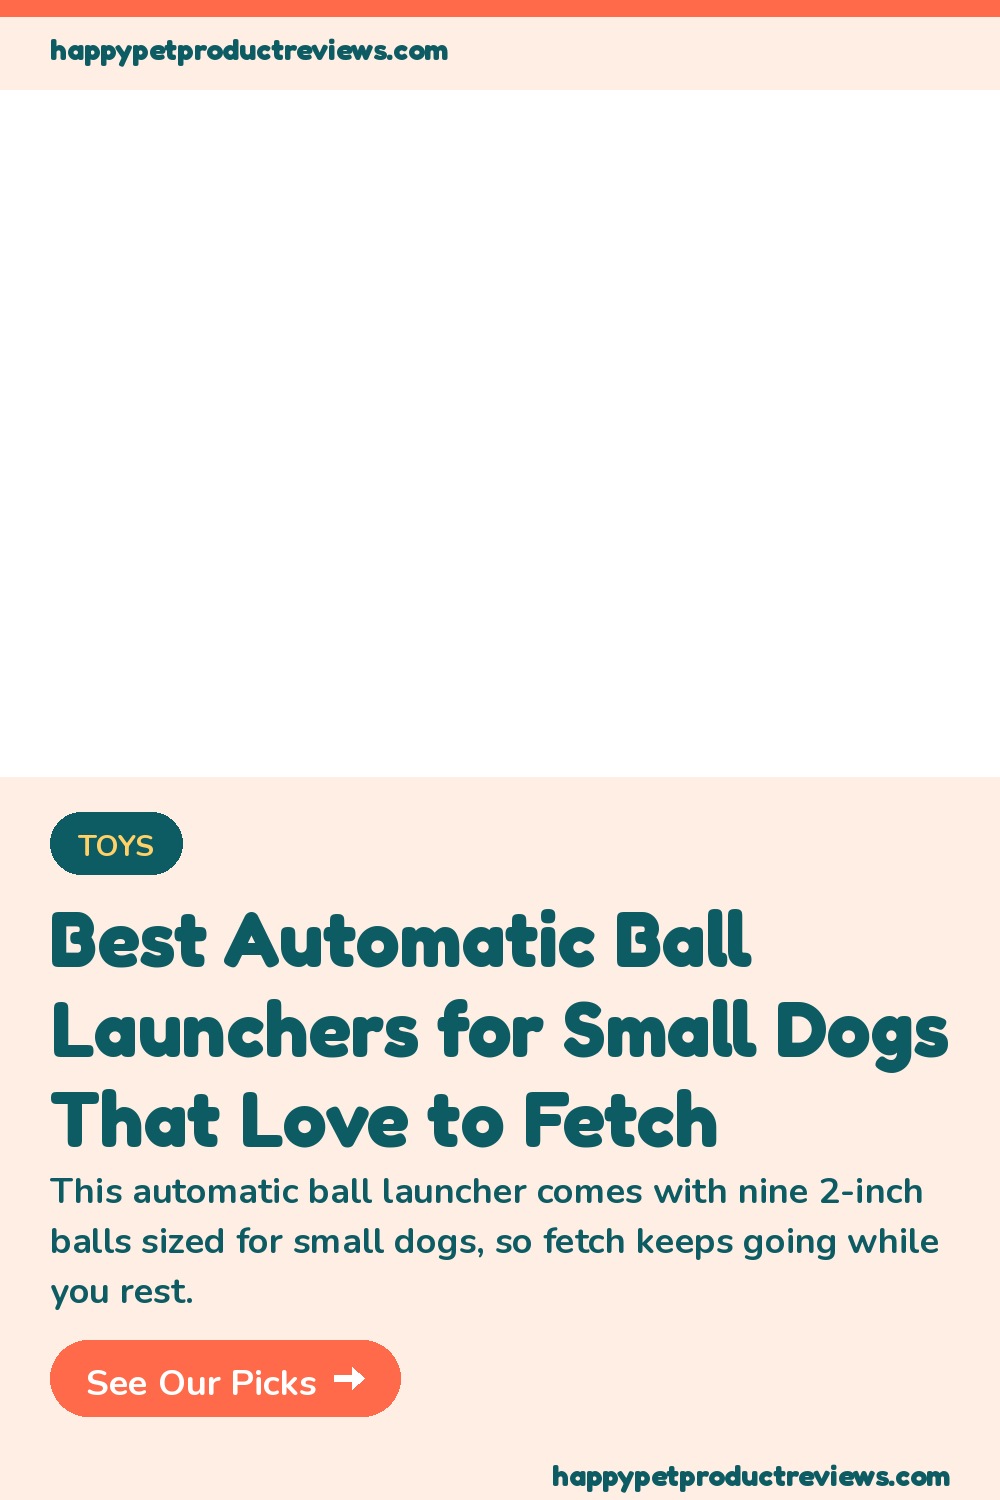 happypetproductreviews.com
TOYS
Best Automatic Ball
Launchers for Small Dogs
That Love to Fetch
This automatic ball launcher comes with nine 2-inch
balls sized for small dogs, so fetch keeps going while
you rest.
See Our Picks
happypetproductreviews.com